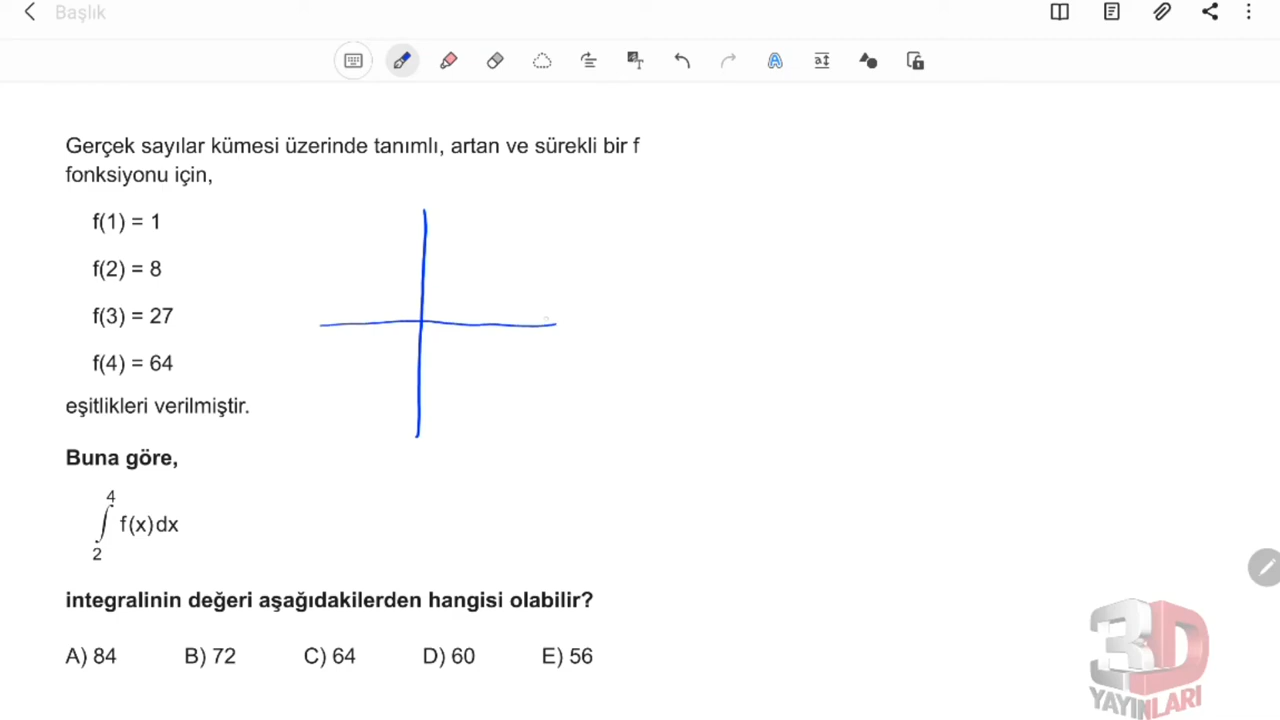 Başlık
Gerçek sayılar kümesi üzerinde tanımlı, artan ve sürekli bir f
fonksiyonu için,
f(1) = 1
f(2) = 8
f(3) = 27
f(4) = 64
eşitlikleri verilmiştir.
Buna göre,
4
∫ f(x)dx
2
integralinin değeri aşağıdakilerden hangisi olabilir?
A) 84 B) 72 C) 64 D) 60 E) 56
3D
YAYINLARI